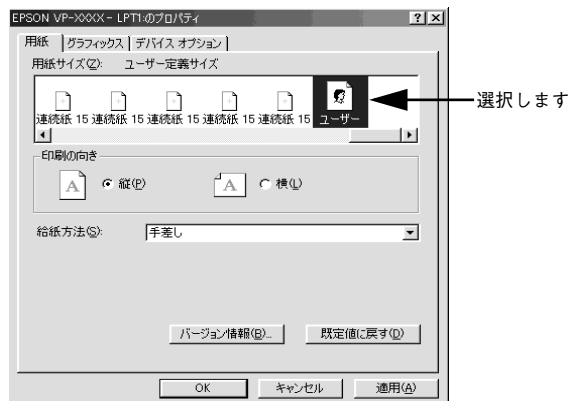 EPSON VP-XXXX - LPT1:のプロパティ
用紙 グラフィックス デバイス オプション
用紙サイズ(Z): ユーザー定義サイズ
連続紙 15 連続紙 15 連続紙 15 連続紙 15 連続紙 15 ユーザー
選択します
印刷の向き
A 縦(P) A 横(L)
給紙方法(S): 手差し
バージョン情報(B)... 既定値に戻す(D)
OK キャンセル 適用(A)